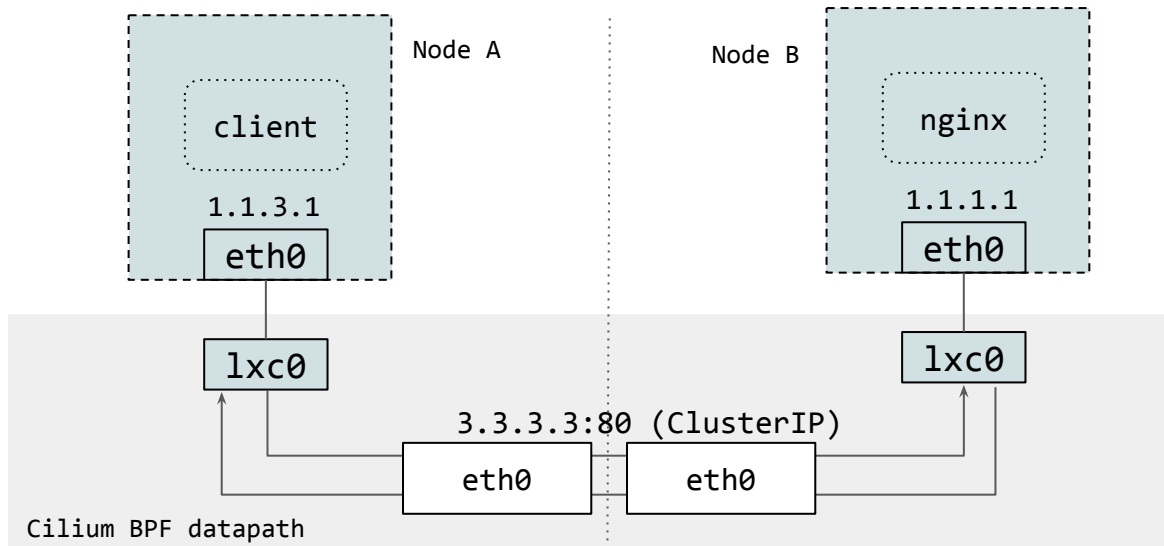 Node A
Node B
client
nginx
1.1.3.1
1.1.1.1
eth0
eth0
lxc0
lxc0
3.3.3.3:80 (ClusterIP)
eth0
eth0
Cilium BPF datapath